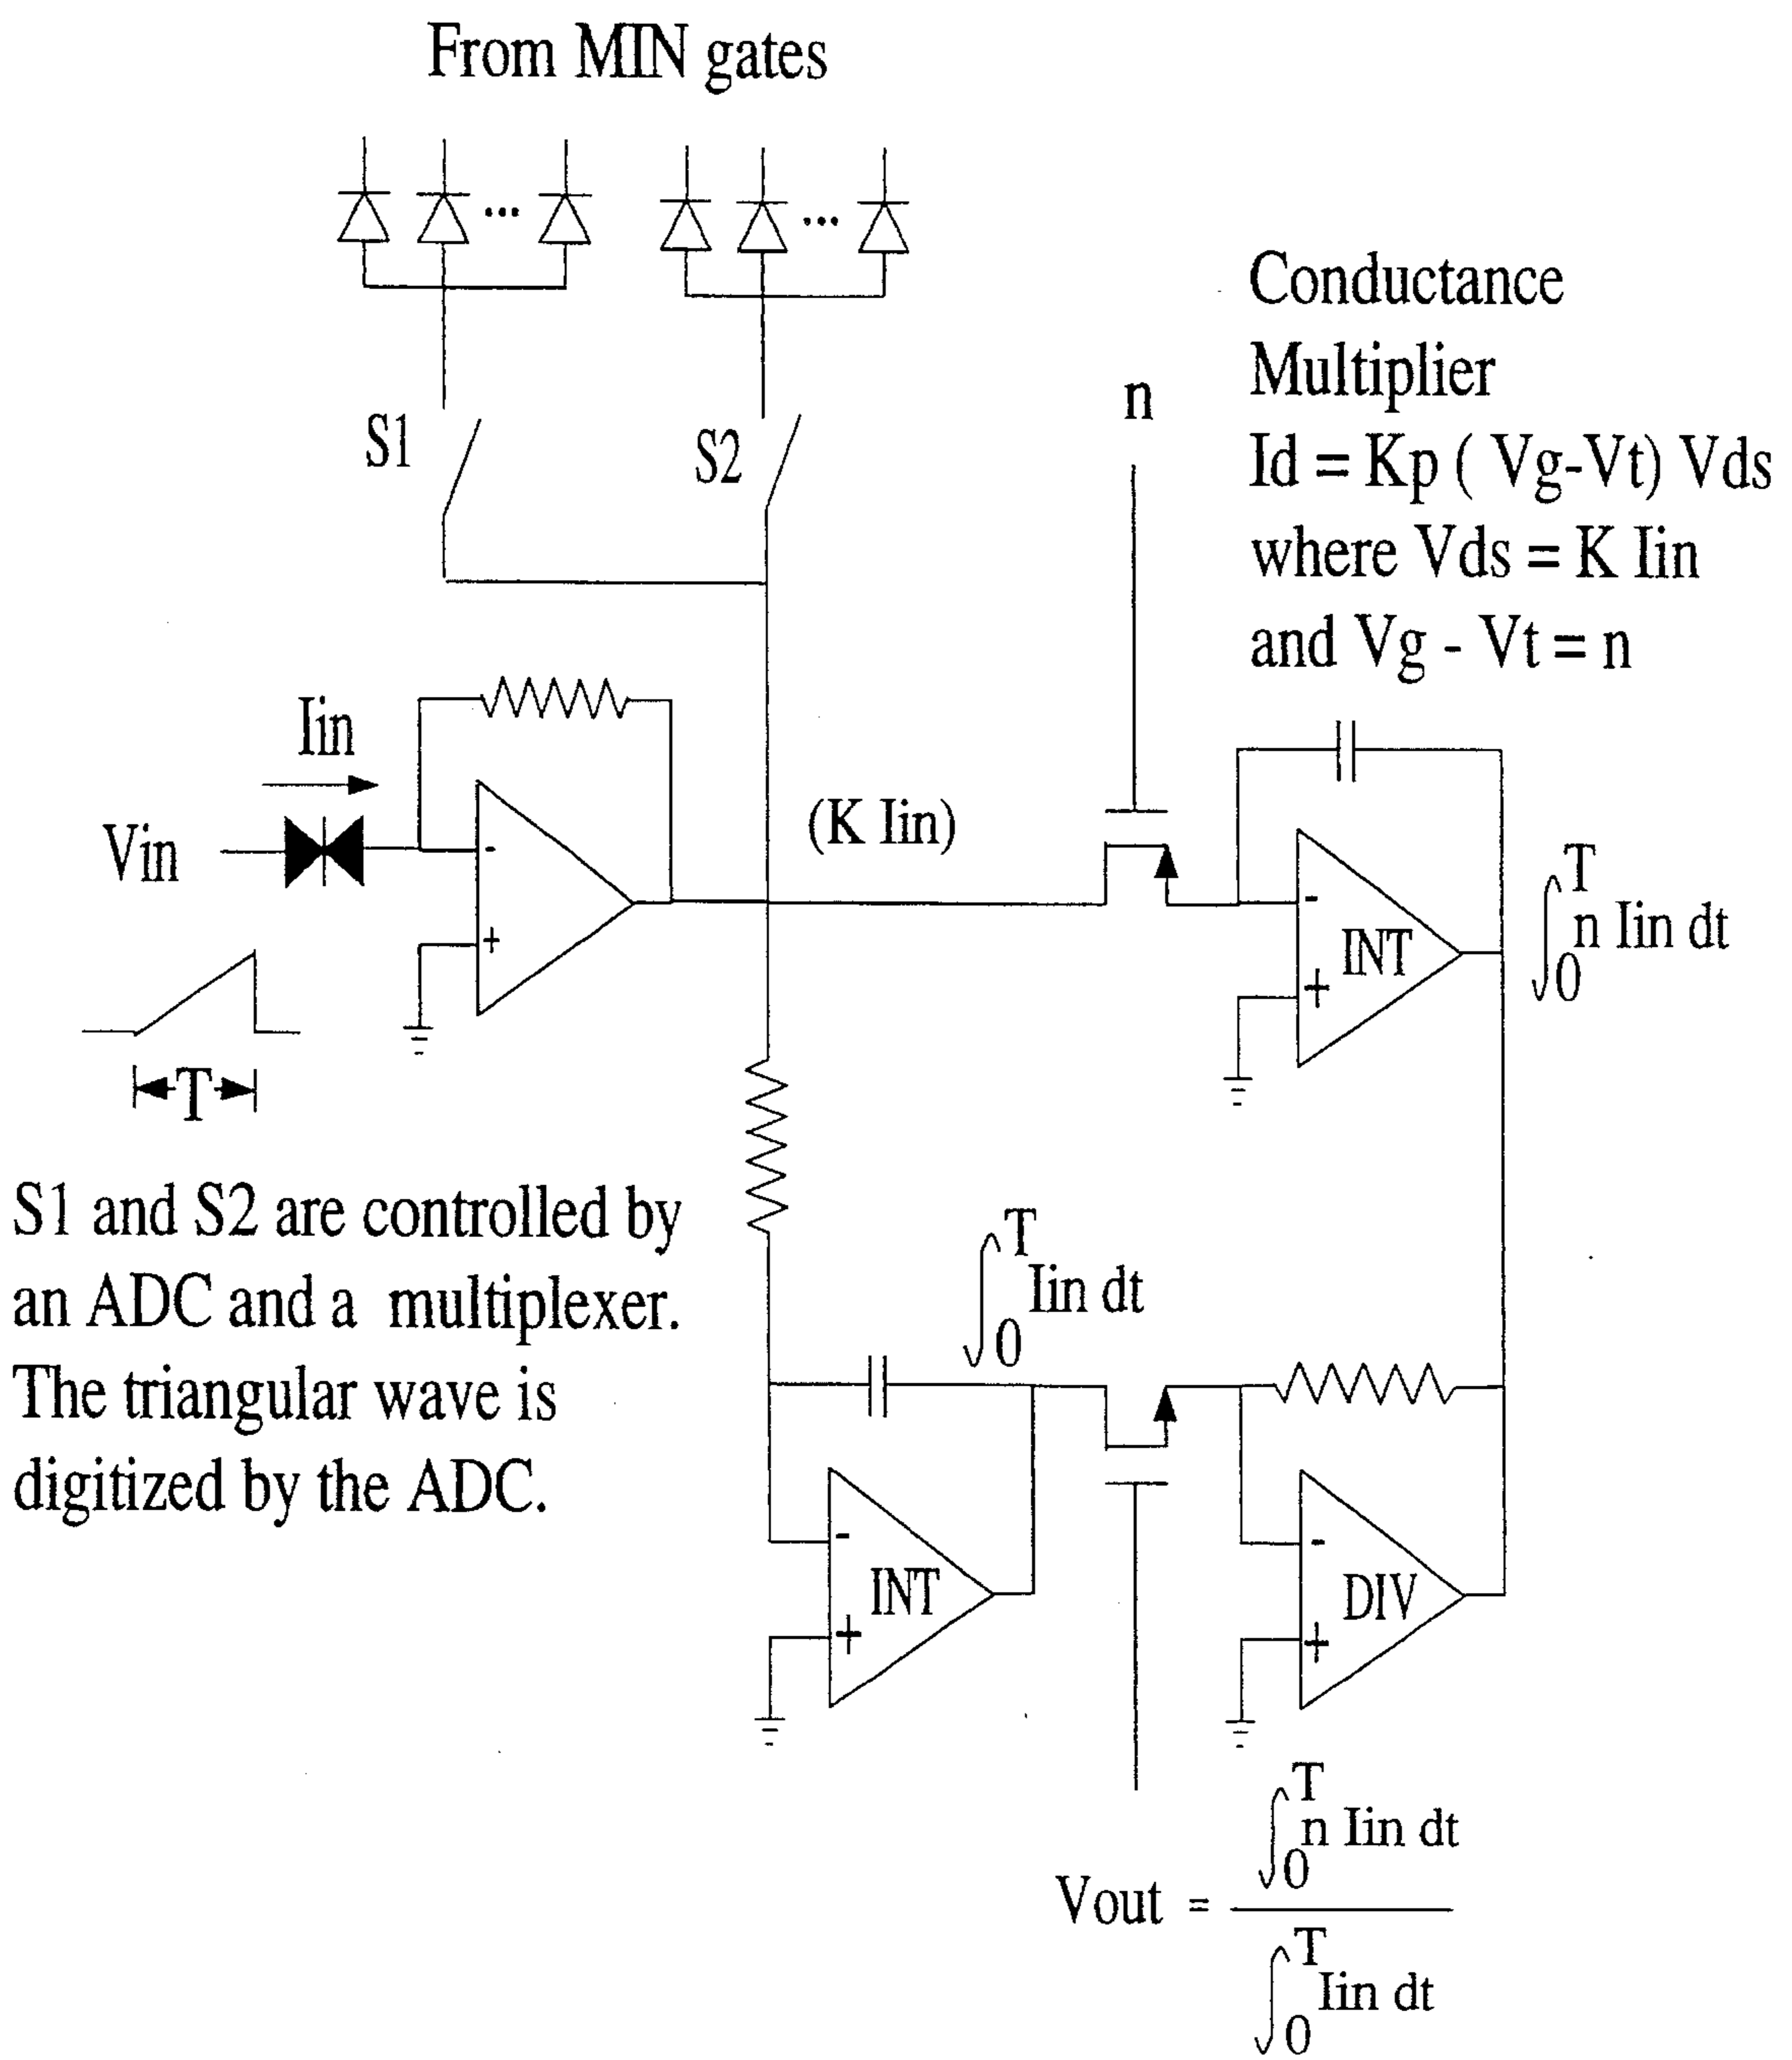 From MIN gates
...
...
S1
S2
n
Conductance
Multiplier
Id = Kp ( Vg-Vt) Vds
where Vds = K Iin
and Vg - Vt = n
Iin
Vin
-
+
(K Iin)
-
INT
+
∫₀ᵀ n Iin dt
T
S1 and S2 are controlled by
an ADC and a multiplexer.
The triangular wave is
digitized by the ADC.
∫₀ᵀ Iin dt
-
INT
+
-
DIV
+
∫₀ᵀ n Iin dt
Vout =
∫₀ᵀ Iin dt